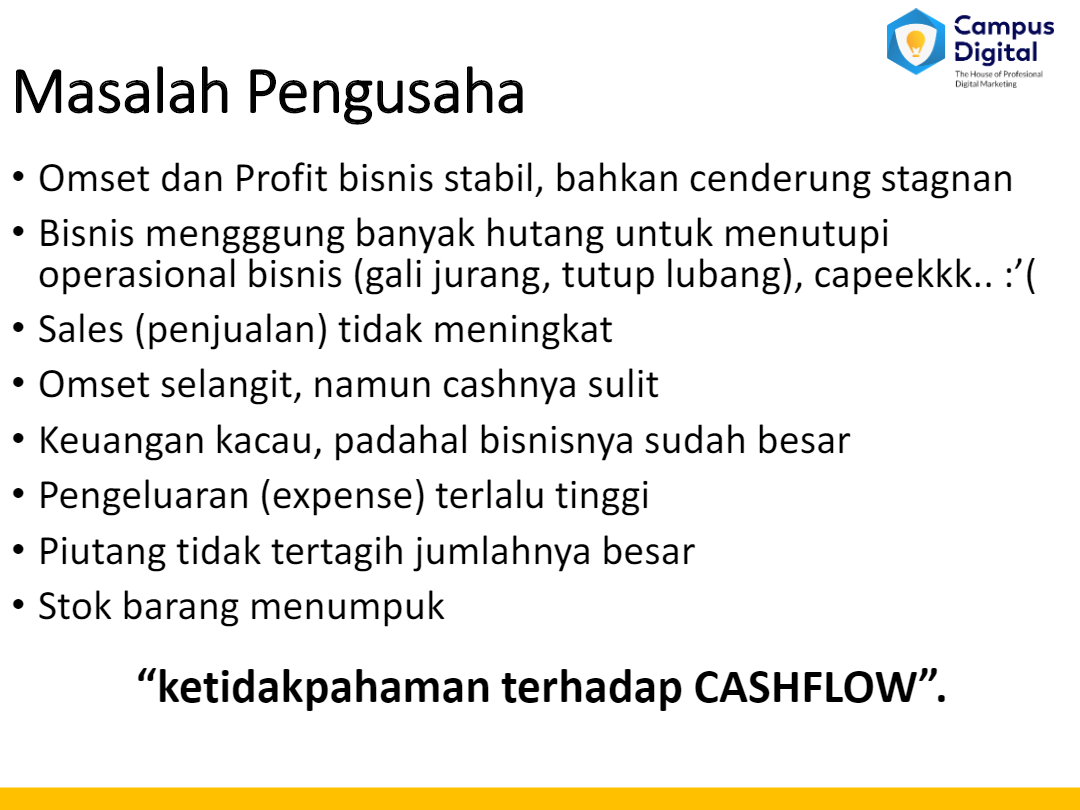 Campus
Digital
The House of Profesional
Digital Marketing
Masalah Pengusaha
• Omset dan Profit bisnis stabil, bahkan cenderung stagnan
• Bisnis mengggung banyak hutang untuk menutupi
operasional bisnis (gali jurang, tutup lubang), capeekkk.. :’(
• Sales (penjualan) tidak meningkat
• Omset selangit, namun cashnya sulit
• Keuangan kacau, padahal bisnisnya sudah besar
• Pengeluaran (expense) terlalu tinggi
• Piutang tidak tertagih jumlahnya besar
• Stok barang menumpuk
“ketidakpahaman terhadap CASHFLOW”.